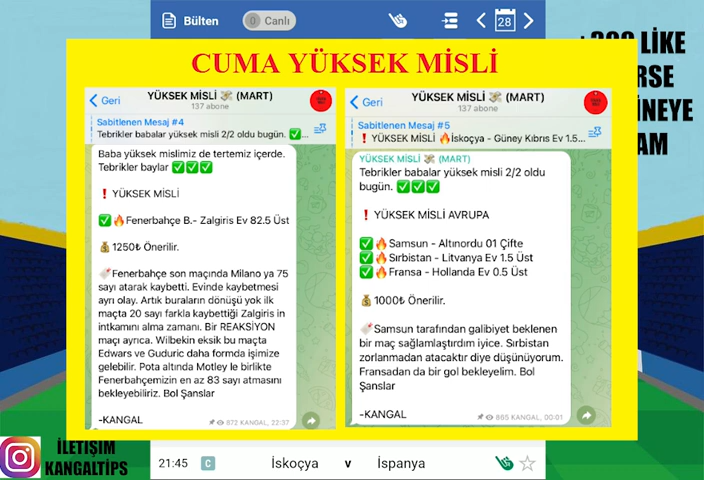 Bülten
0 Canlı
28
LİKE
CUMA YÜKSEK MİSLİ
Geri
YÜKSEK MİSLİ 💸 (MART)
137 abone
Sabitlenen Mesaj #4
Tebrikler babalar yüksek misli 2/2 oldu bugün. ✅...
Baba yüksek mislimiz de tertemiz içerde.
Tebrikler baylar ✅✅✅
❗ YÜKSEK MİSLİ
✅🔥Fenerbahçe B.- Zalgiris Ev 82.5 Üst
💰1250₺ Önerilir.
Fenerbahçe son maçında Milano ya 75
sayı atarak kaybetti. Evinde kaybetmesi
ayrı olay. Artık buraların dönüşü yok ilk
maçta 20 sayı farkla kaybettiği Zalgiris in
intikamını alma zamanı. Bir REAKSİYON
maçı ayrıca. Wilbekin eksik bu maçta
Edwars ve Guduric daha formda işimize
gelebilir. Pota altında Motley le birlikte
Fenerbahçemizin en az 83 sayı atmasını
bekleyebiliriz. Bol Şanslar
-KANGAL
872 KANGAL, 22:37
Geri
YÜKSEK MİSLİ 💸 (MART)
137 abone
Sabitlenen Mesaj #5
❗ YÜKSEK MİSLİ 🔥İskoçya - Güney Kıbrıs Ev 1.5...
YÜKSEK MİSLİ 💸 (MART)
Tebrikler babalar yüksek misli 2/2 oldu
bugün. ✅✅✅
❗ YÜKSEK MİSLİ AVRUPA
✅🔥Samsun - Altınordu 01 Çifte
✅🔥Sırbistan - Litvanya Ev 1.5 Üst
✅🔥Fransa - Hollanda Ev 0.5 Üst
💰1000₺ Önerilir.
Samsun tarafından galibiyet beklenen
bir maç sağlamlaştırdım iyice. Sırbistan
zorlanmadan atacaktır diye düşünüyorum.
Fransadan da bir gol bekleyelim. Bol
Şanslar
-KANGAL
865 KANGAL, 00:01
İLETİŞİM
KANGALTİPS
21:45 C İskoçya v İspanya